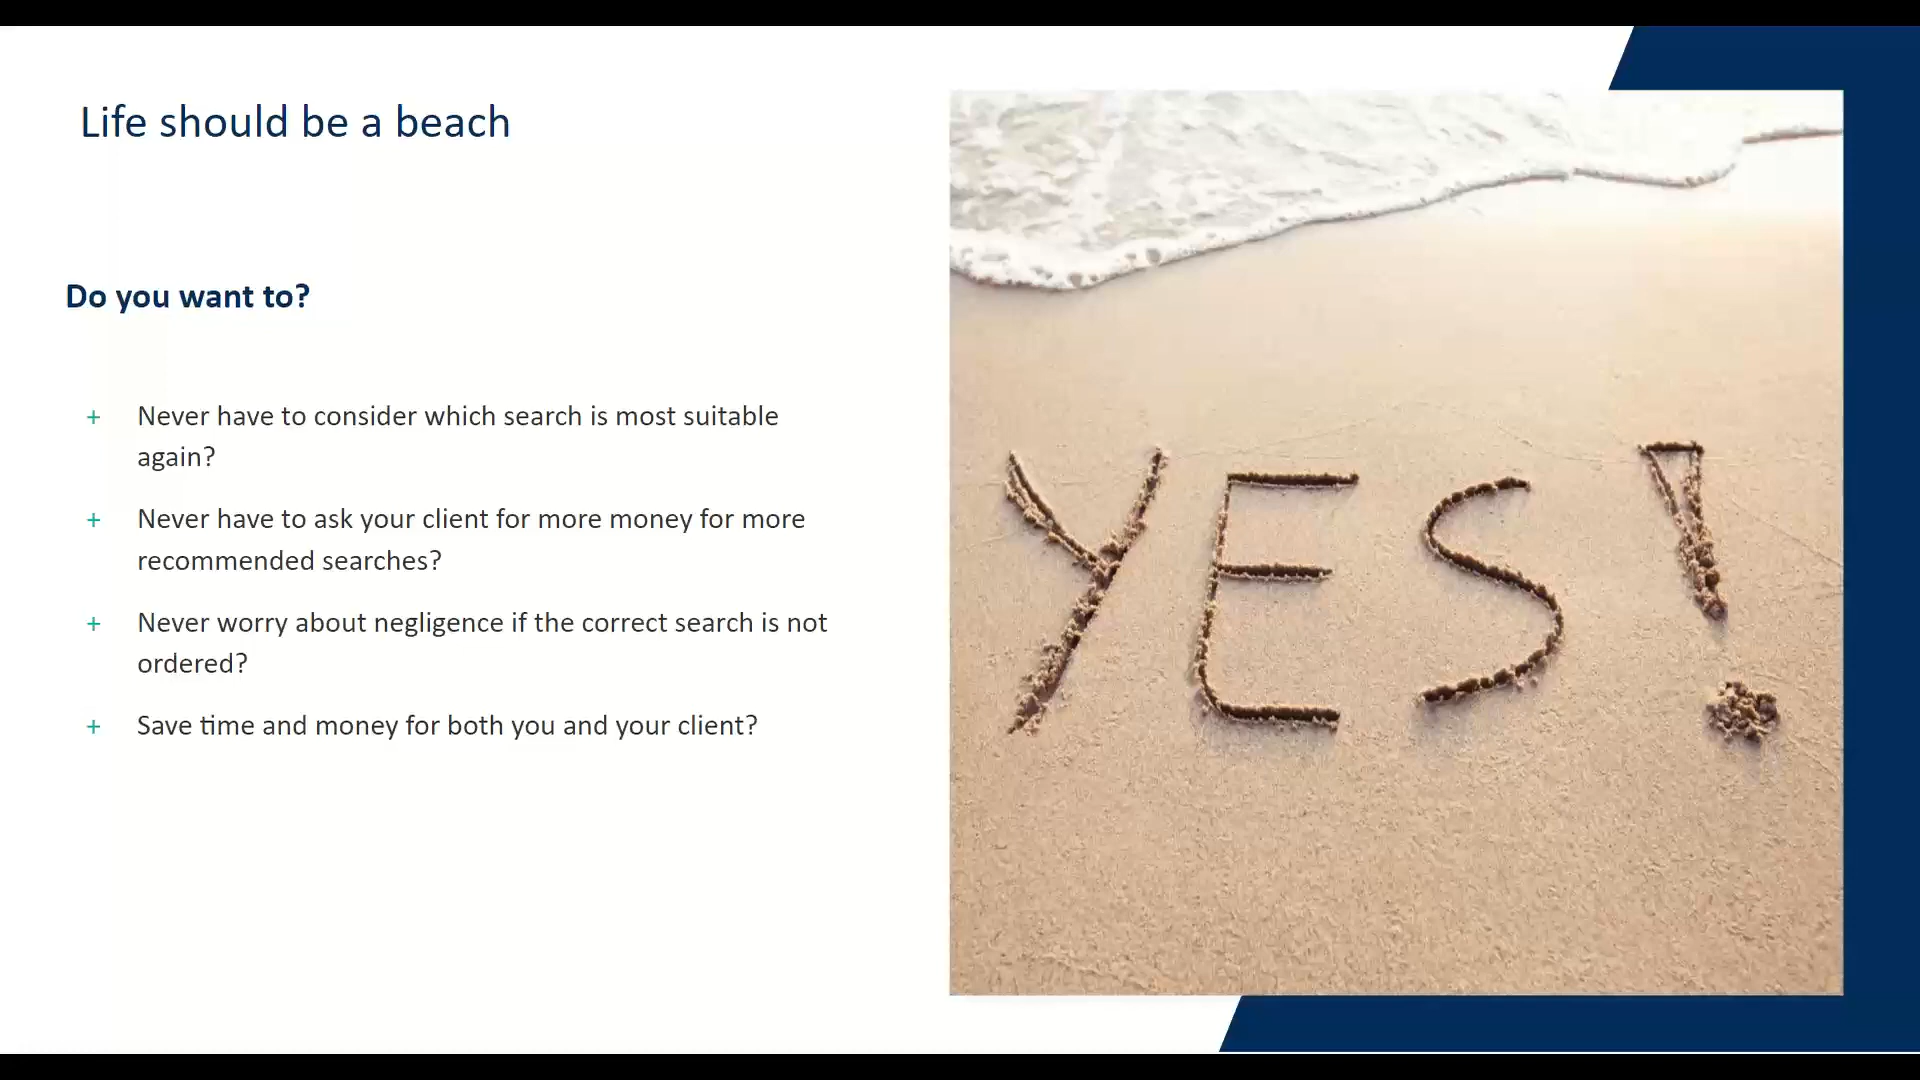 Life should be a beach
Do you want to?
+ Never have to consider which search is most suitable
again?
+ Never have to ask your client for more money for more
recommended searches?
+ Never worry about negligence if the correct search is not
ordered?
+ Save time and money for both you and your client?
YES!